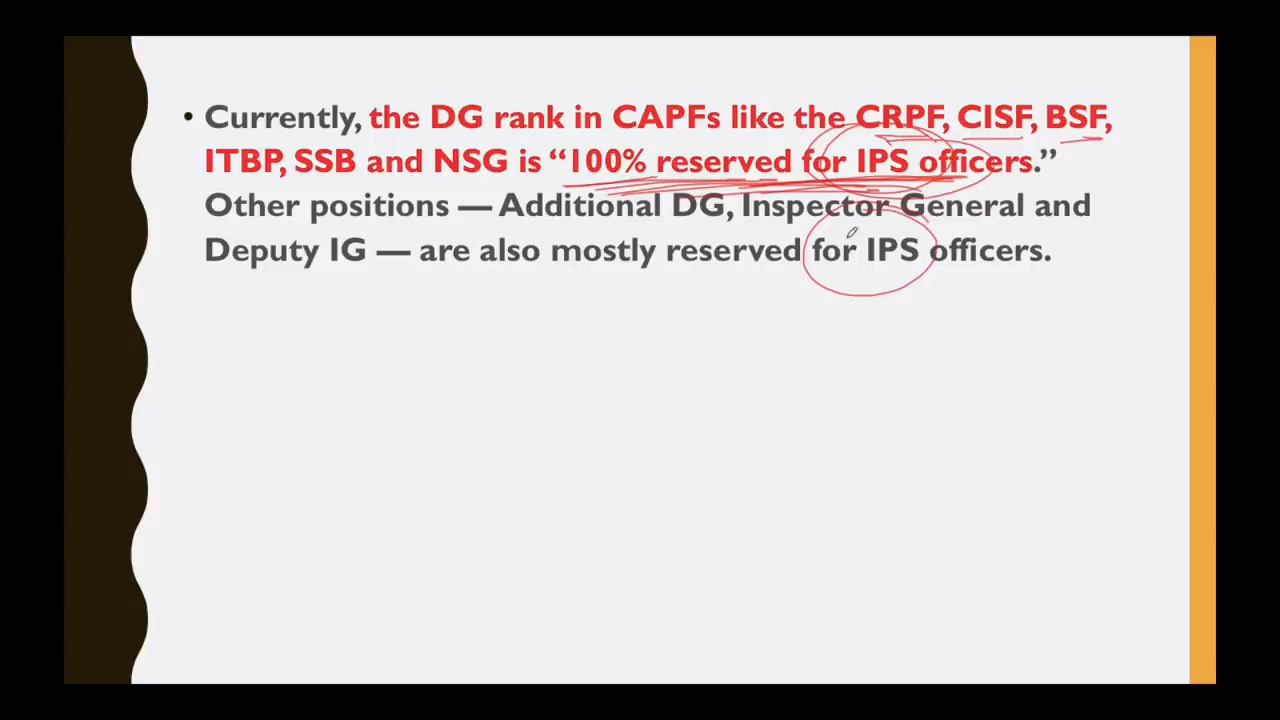 • Currently, the DG rank in CAPFs like the CRPF, CISF, BSF,
ITBP, SSB and NSG is “100% reserved for IPS officers.”
Other positions — Additional DG, Inspector General and
Deputy IG — are also mostly reserved for IPS officers.